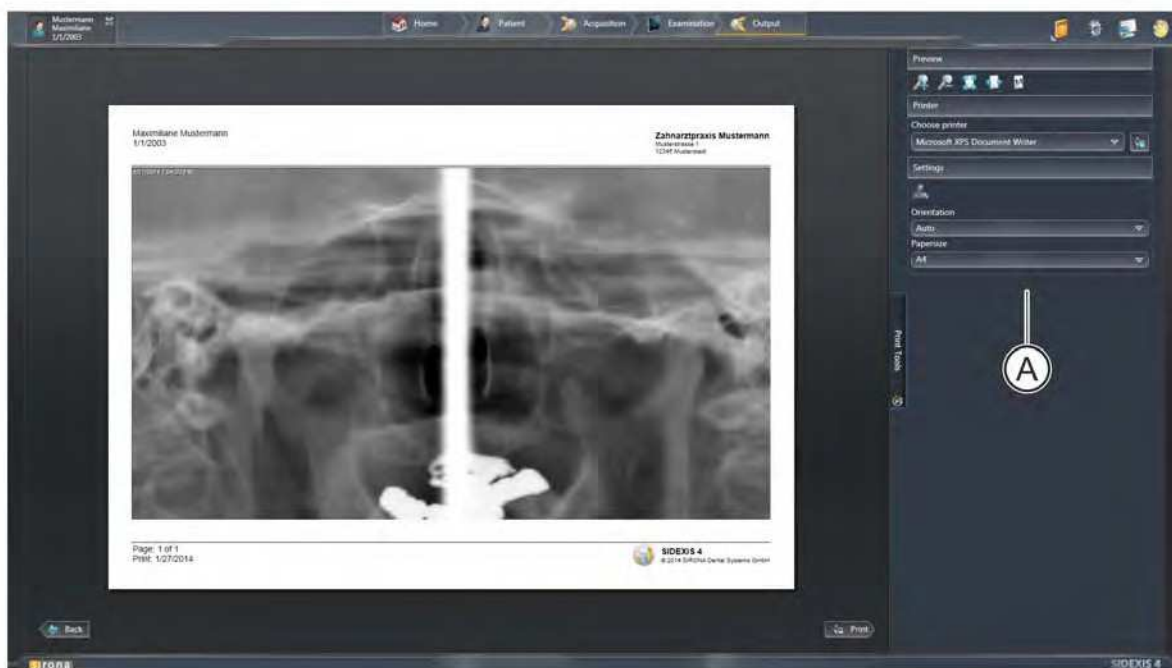 Mustermann
Maximiliane
1/1/2003
Home
Patient
Acquisition
Examination
Output
Preview
Printer
Choose printer
Microsoft XPS Document Writer
Settings
Orientation
Auto
Papersize
A4
Print Tools
A
Maximiliane Mustermann
1/1/2003
Zahnarztpraxis Mustermann
Musterstrasse 1
Musterstadt
Page: 1 of 1
Print: 1/27/2014
SIDEXIS 4
© 2014 SIRONA Dental Systems GmbH
Back
Print
sirona
SIDEXIS 4